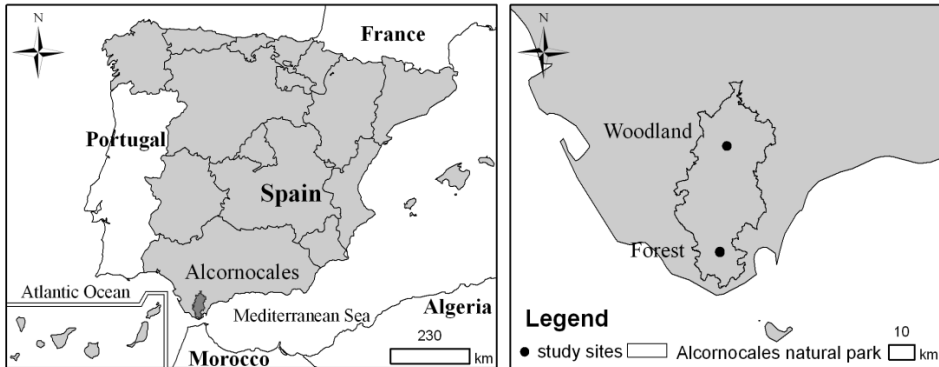 N
France
Portugal
Spain
Alcornocales
Atlantic Ocean
Mediterranean Sea
Algeria
Morocco
230
km
N
Woodland
Forest
Legend
study sites
Alcornocales natural park
10
km